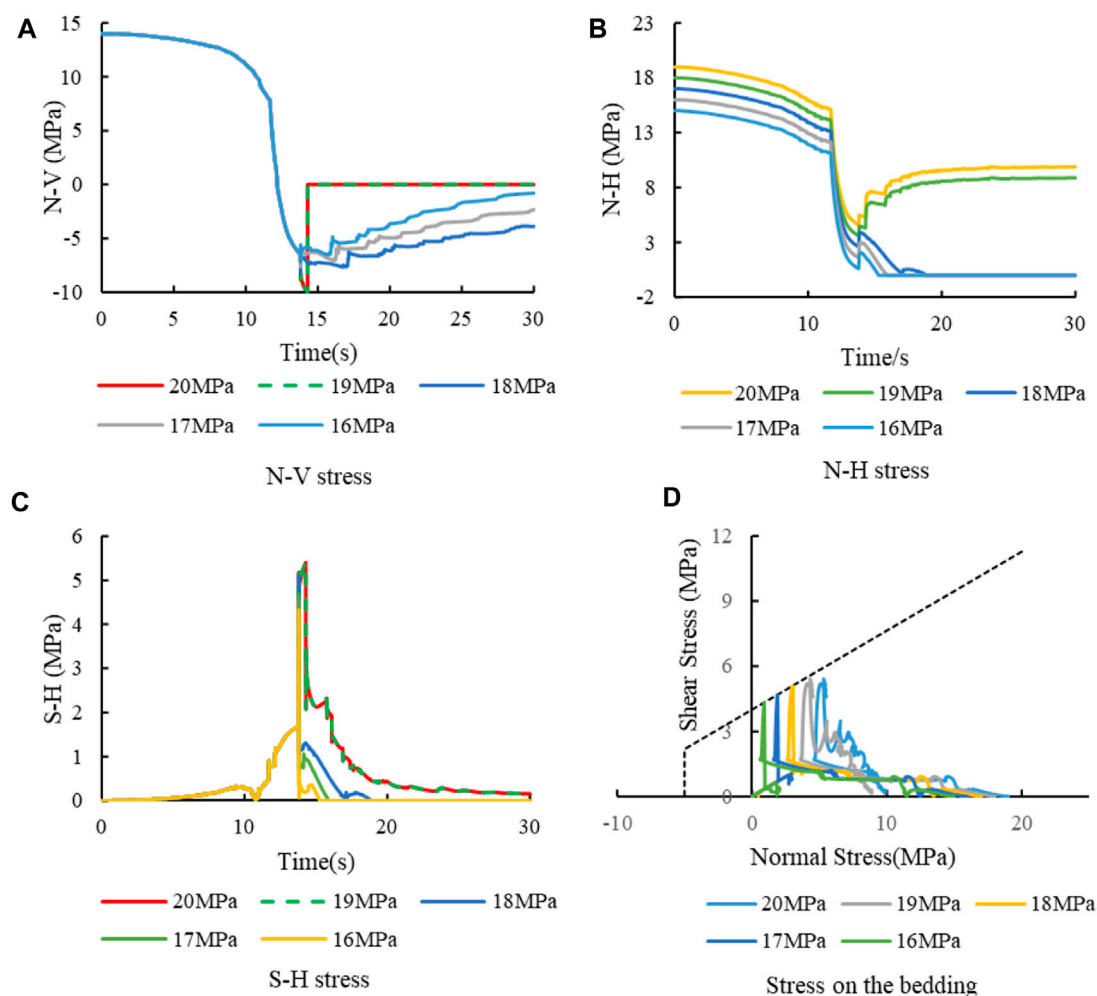 A
15
10
5
0
-5
-10
N-V (MPa)
0 5 10 15 20 25 30
Time(s)
20MPa 19MPa 18MPa
17MPa 16MPa
N-V stress
B
23
18
13
8
3
-2
N-H (MPa)
0 10 20 30
Time/s
20MPa 19MPa 18MPa
17MPa 16MPa
N-H stress
C
6
5
4
3
2
1
0
S-H (MPa)
0 10 20 30
Time(s)
20MPa 19MPa 18MPa
17MPa 16MPa
S-H stress
D
12
9
6
3
0
Shear Stress (MPa)
-10 0 10 20
Normal Stress(MPa)
20MPa 19MPa 18MPa
17MPa 16MPa
Stress on the bedding